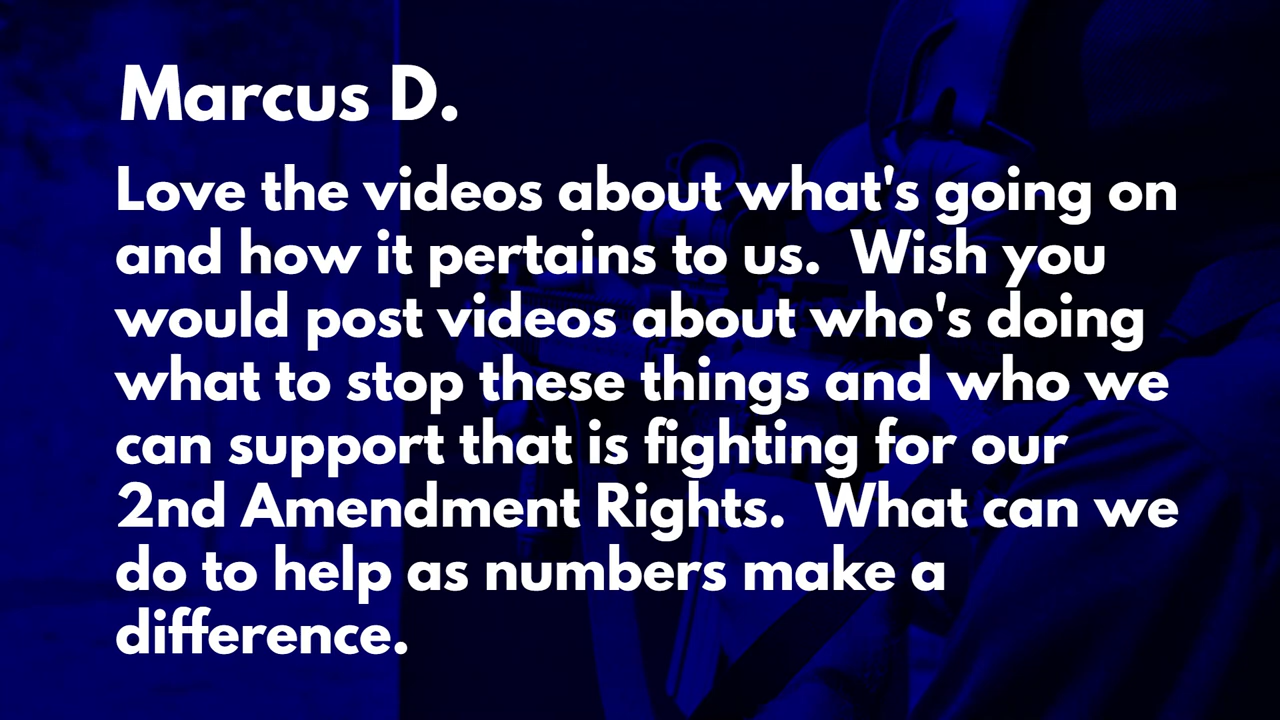 Marcus D.
Love the videos about what's going on
and how it pertains to us.  Wish you
would post videos about who's doing
what to stop these things and who we
can support that is fighting for our
2nd Amendment Rights.  What can we
do to help as numbers make a
difference.